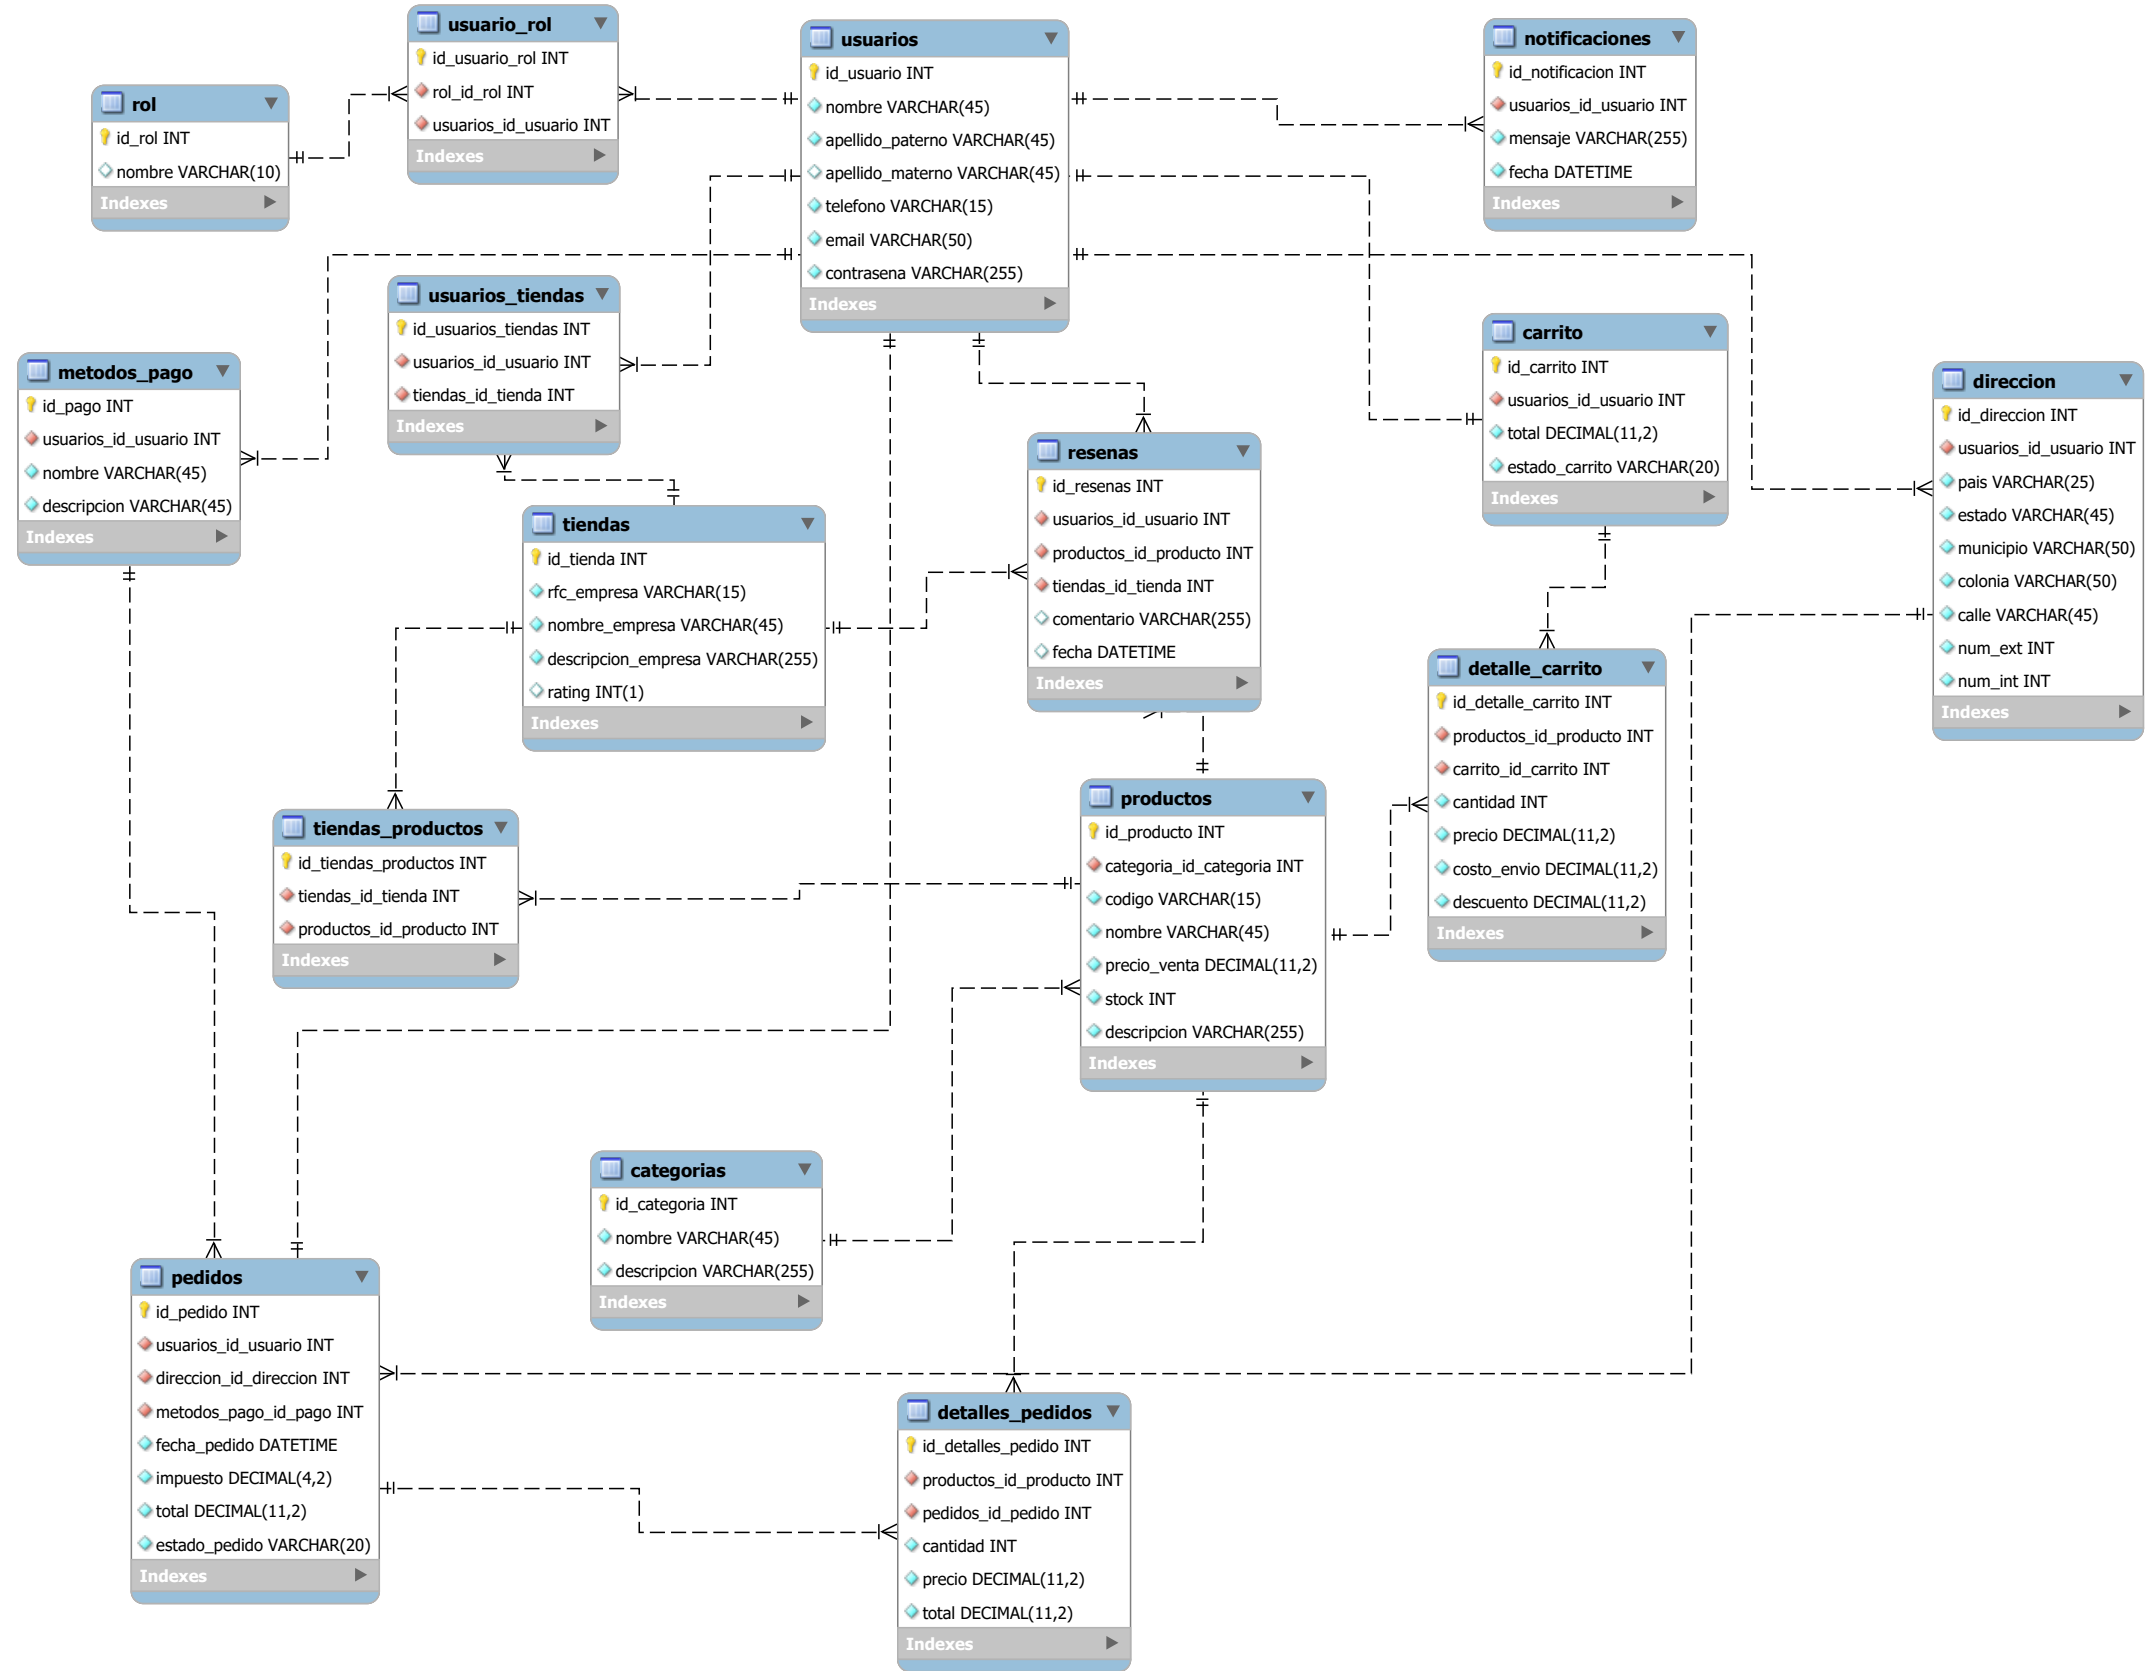 usuario_rol
id_usuario_rol INT
rol_id_rol INT
usuarios_id_usuario INT
Indexes
usuarios
id_usuario INT
nombre VARCHAR(45)
apellido_paterno VARCHAR(45)
apellido_materno VARCHAR(45)
telefono VARCHAR(15)
email VARCHAR(50)
contrasena VARCHAR(255)
Indexes
notificaciones
id_notificacion INT
usuarios_id_usuario INT
mensaje VARCHAR(255)
fecha DATETIME
Indexes
rol
id_rol INT
nombre VARCHAR(10)
Indexes
usuarios_tiendas
id_usuarios_tiendas INT
usuarios_id_usuario INT
tiendas_id_tienda INT
Indexes
carrito
id_carrito INT
usuarios_id_usuario INT
total DECIMAL(11,2)
estado_carrito VARCHAR(20)
Indexes
metodos_pago
id_pago INT
usuarios_id_usuario INT
nombre VARCHAR(45)
descripcion VARCHAR(45)
Indexes
direccion
id_direccion INT
usuarios_id_usuario INT
pais VARCHAR(25)
estado VARCHAR(45)
municipio VARCHAR(50)
colonia VARCHAR(50)
calle VARCHAR(45)
num_ext INT
num_int INT
Indexes
resenas
id_resenas INT
usuarios_id_usuario INT
productos_id_producto INT
tiendas_id_tienda INT
comentario VARCHAR(255)
fecha DATETIME
Indexes
tiendas
id_tienda INT
rfc_empresa VARCHAR(15)
nombre_empresa VARCHAR(45)
descripcion_empresa VARCHAR(255)
rating INT(1)
Indexes
detalle_carrito
id_detalle_carrito INT
productos_id_producto INT
carrito_id_carrito INT
cantidad INT
precio DECIMAL(11,2)
costo_envio DECIMAL(11,2)
descuento DECIMAL(11,2)
Indexes
productos
id_producto INT
categoria_id_categoria INT
codigo VARCHAR(15)
nombre VARCHAR(45)
precio_venta DECIMAL(11,2)
stock INT
descripcion VARCHAR(255)
Indexes
tiendas_productos
id_tiendas_productos INT
tiendas_id_tienda INT
productos_id_producto INT
Indexes
categorias
id_categoria INT
nombre VARCHAR(45)
descripcion VARCHAR(255)
Indexes
pedidos
id_pedido INT
usuarios_id_usuario INT
direccion_id_direccion INT
metodos_pago_id_pago INT
fecha_pedido DATETIME
impuesto DECIMAL(4,2)
total DECIMAL(11,2)
estado_pedido VARCHAR(20)
Indexes
detalles_pedidos
id_detalles_pedido INT
productos_id_producto INT
pedidos_id_pedido INT
cantidad INT
precio DECIMAL(11,2)
total DECIMAL(11,2)
Indexes